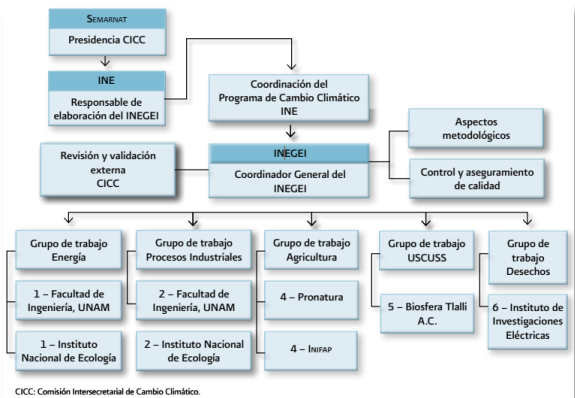 SEMARNAT
Presidencia CICC
INE
Responsable de
elaboración del INEGEI
Coordinación del
Programa de Cambio Climático
INE
Aspectos
metodológicos
Revisión y validación
externa
CICC
INEGEI
Coordinador General del
INEGEI
Control y aseguramiento
de calidad
Grupo de trabajo
Energía
Grupo de trabajo
Procesos Industriales
Grupo de trabajo
Agricultura
Grupo de trabajo
USCUSS
Grupo de
trabajo
Desechos
1 – Facultad de
Ingeniería, UNAM
2 – Facultad de
Ingeniería, UNAM
4 – Pronatura
5 – Biosfera Tlalli
A.C.
6 – Instituto de
Investigaciones
Eléctricas
1 – Instituto
Nacional de Ecología
2 – Instituto Nacional
de Ecología
4 – INIFAP
CICC: Comisión Intersecretarial de Cambio Climático.